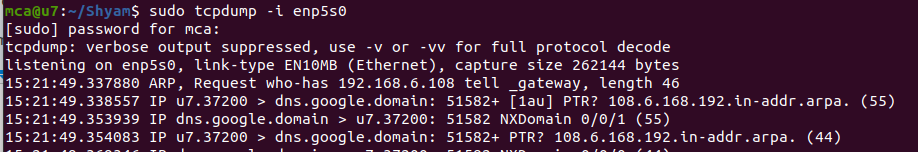 mca@u7:~/Shyam$ sudo tcpdump -i enp5s0
[sudo] password for mca:
tcpdump: verbose output suppressed, use -v or -vv for full protocol decode
listening on enp5s0, link-type EN10MB (Ethernet), capture size 262144 bytes
15:21:49.337880 ARP, Request who-has 192.168.6.108 tell _gateway, length 46
15:21:49.338557 IP u7.37200 > dns.google.domain: 51582+ [1au] PTR? 108.6.168.192.in-addr.arpa. (55)
15:21:49.353939 IP dns.google.domain > u7.37200: 51582 NXDomain 0/0/1 (55)
15:21:49.354083 IP u7.37200 > dns.google.domain: 51582+ PTR? 108.6.168.192.in-addr.arpa. (44)